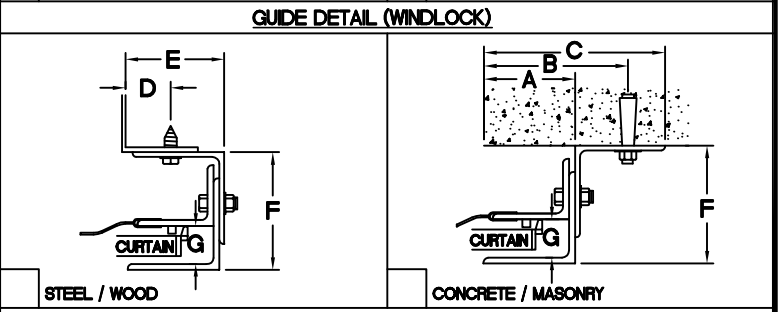 GUIDE DETAIL (WINDLOCK)
E
D
F
CURTAIN G
STEEL / WOOD
C
B
A
F
CURTAIN G
CONCRETE / MASONRY